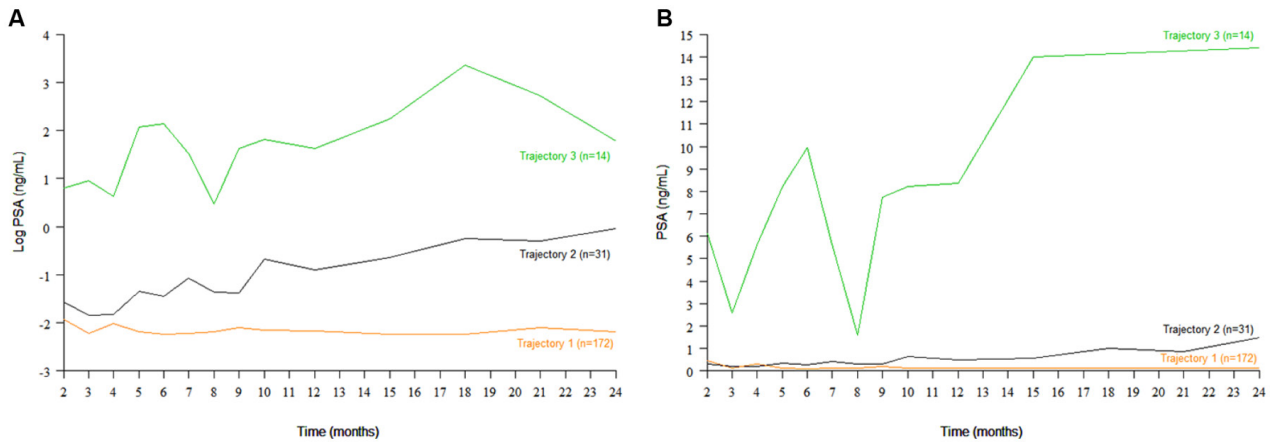 A
Log PSA (ng/mL)
4
3
2
1
0
-1
-2
-3
Trajectory 3 (n=14)
Trajectory 2 (n=31)
Trajectory 1 (n=172)
2 3 4 5 6 7 8 9 10 11 12 13 14 15 16 17 18 19 20 21 22 23 24
Time (months)
B
PSA (ng/mL)
15
14
13
12
11
10
9
8
7
6
5
4
3
2
1
0
Trajectory 3 (n=14)
Trajectory 2 (n=31)
Trajectory 1 (n=172)
2 3 4 5 6 7 8 9 10 11 12 13 14 15 16 17 18 19 20 21 22 23 24
Time (months)